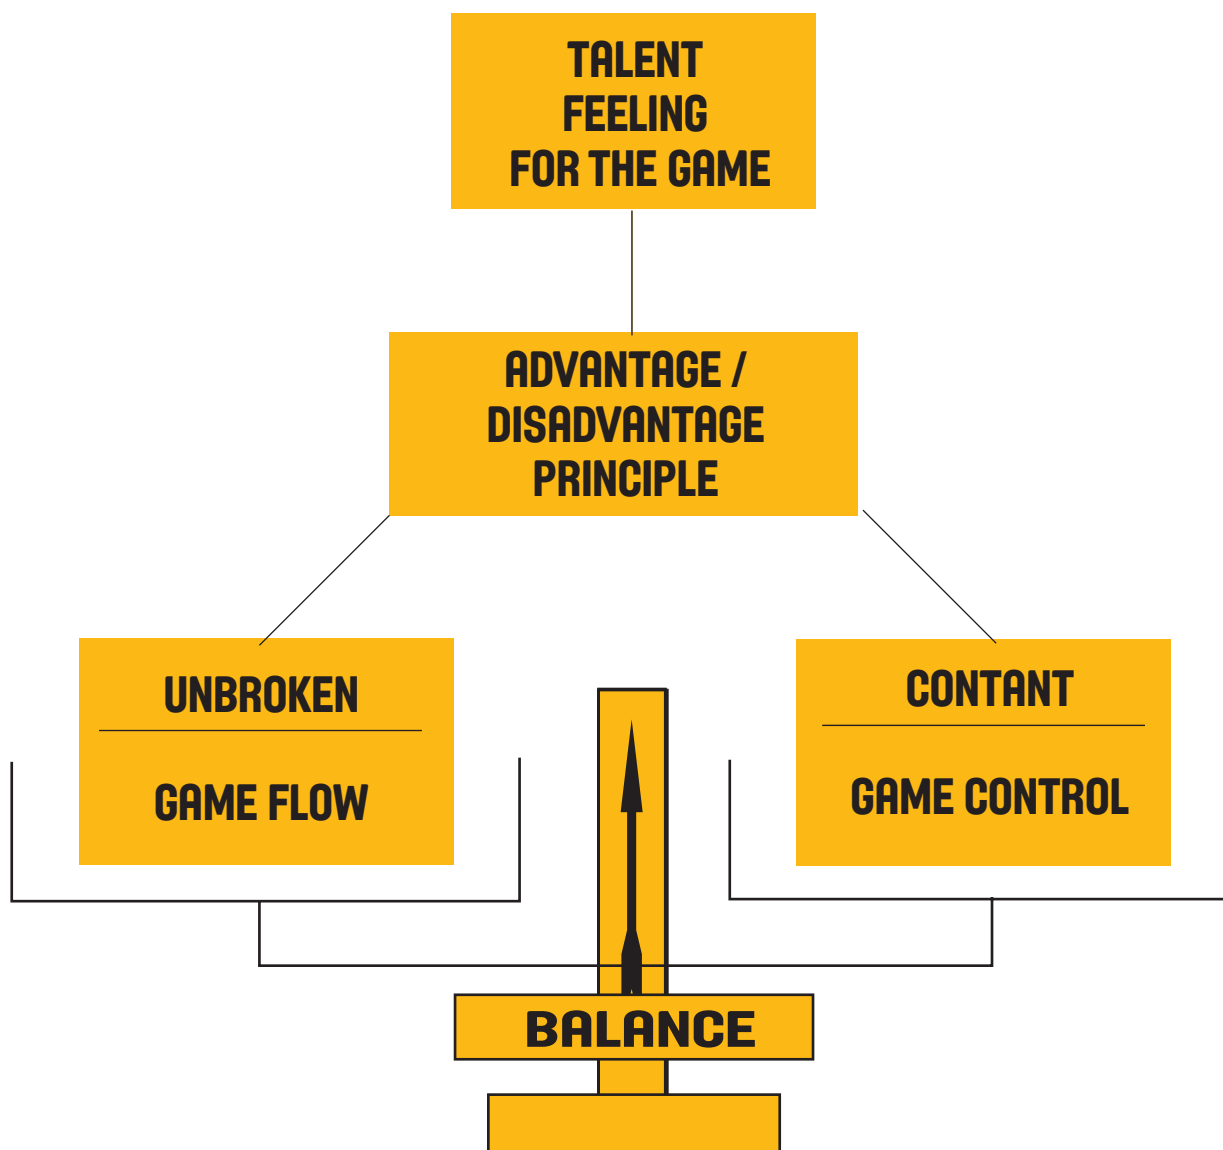 TALENT
FEELING
FOR THE GAME
ADVANTAGE /
DISADVANTAGE
PRINCIPLE
UNBROKEN
GAME FLOW
CONTANT
GAME CONTROL
BALANCE